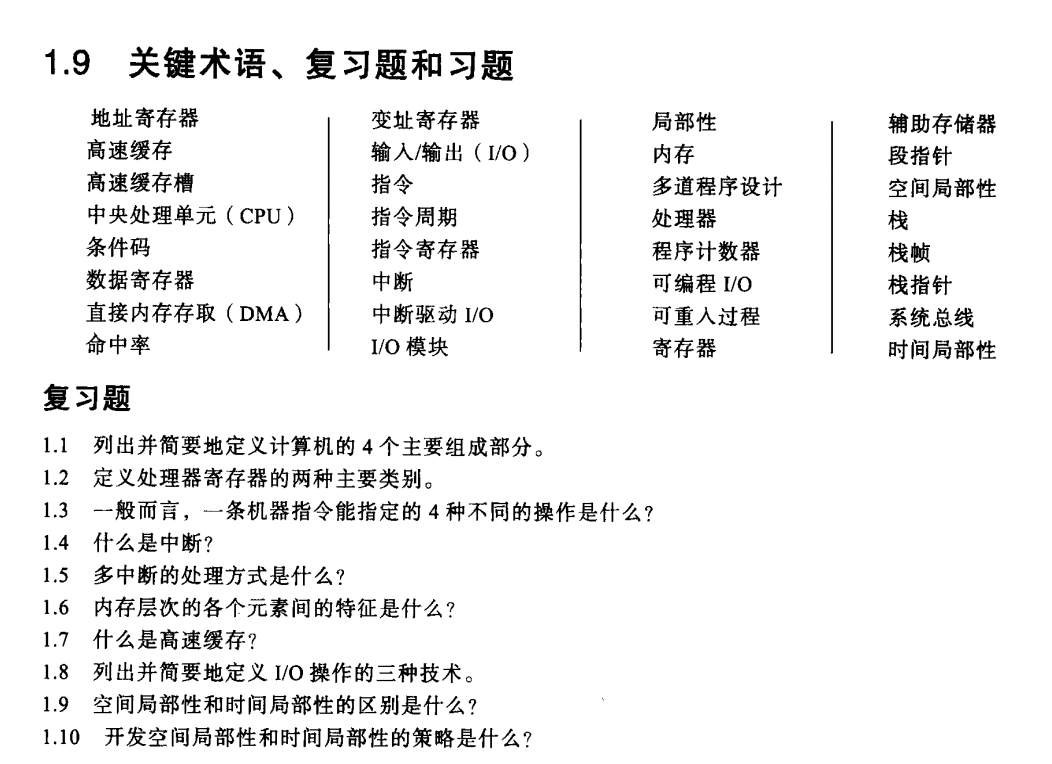 1.9 关键术语、复习题和习题
地址寄存器
高速缓存
高速缓存槽
中央处理单元（CPU）
条件码
数据寄存器
直接内存存取（DMA）
命中率
变址寄存器
输入/输出（I/O）
指令
指令周期
指令寄存器
中断
中断驱动 I/O
I/O 模块
局部性
内存
多道程序设计
处理器
程序计数器
可编程 I/O
可重入过程
寄存器
辅助存储器
段指针
空间局部性
栈
栈帧
栈指针
系统总线
时间局部性
复习题
1.1 列出并简要地定义计算机的 4 个主要组成部分。
1.2 定义处理器寄存器的两种主要类别。
1.3 一般而言，一条机器指令能指定的 4 种不同的操作是什么?
1.4 什么是中断?
1.5 多中断的处理方式是什么?
1.6 内存层次的各个元素间的特征是什么?
1.7 什么是高速缓存?
1.8 列出并简要地定义 I/O 操作的三种技术。
1.9 空间局部性和时间局部性的区别是什么?
1.10 开发空间局部性和时间局部性的策略是什么?